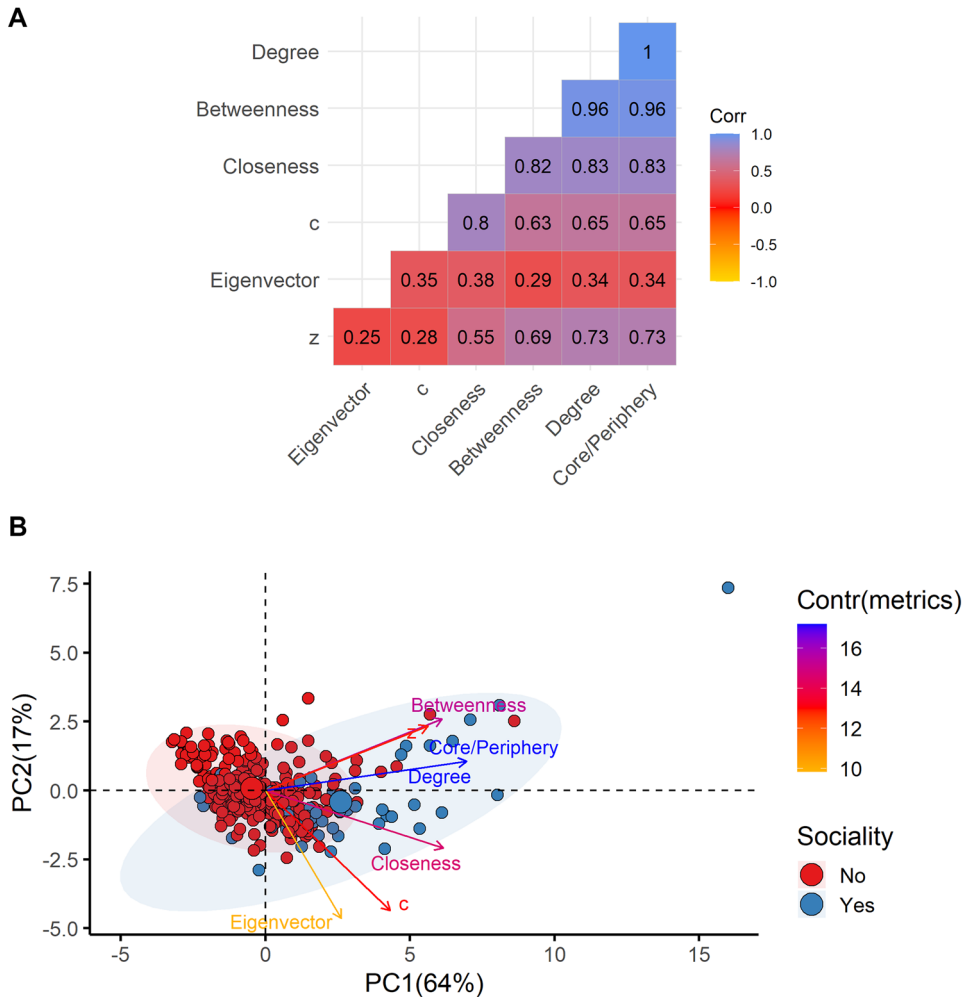 A
Degree
1
Betweenness
0.96 0.96
Closeness
0.82 0.83 0.83
c
0.8 0.63 0.65 0.65
Eigenvector
0.35 0.38 0.29 0.34 0.34
z
0.25 0.28 0.55 0.69 0.73 0.73
Eigenvector
c
Closeness
Betweenness
Degree
Core/Periphery
Corr
1.0
0.5
0.0
-0.5
-1.0
B
PC2(17%)
7.5
5.0
2.5
0.0
-2.5
-5.0
Betweenness
z
Core/Periphery
Degree
Closeness
c
Eigenvector
-5 0 5 10 15
PC1(64%)
Contr(metrics)
16
14
12
10
Sociality
No
Yes